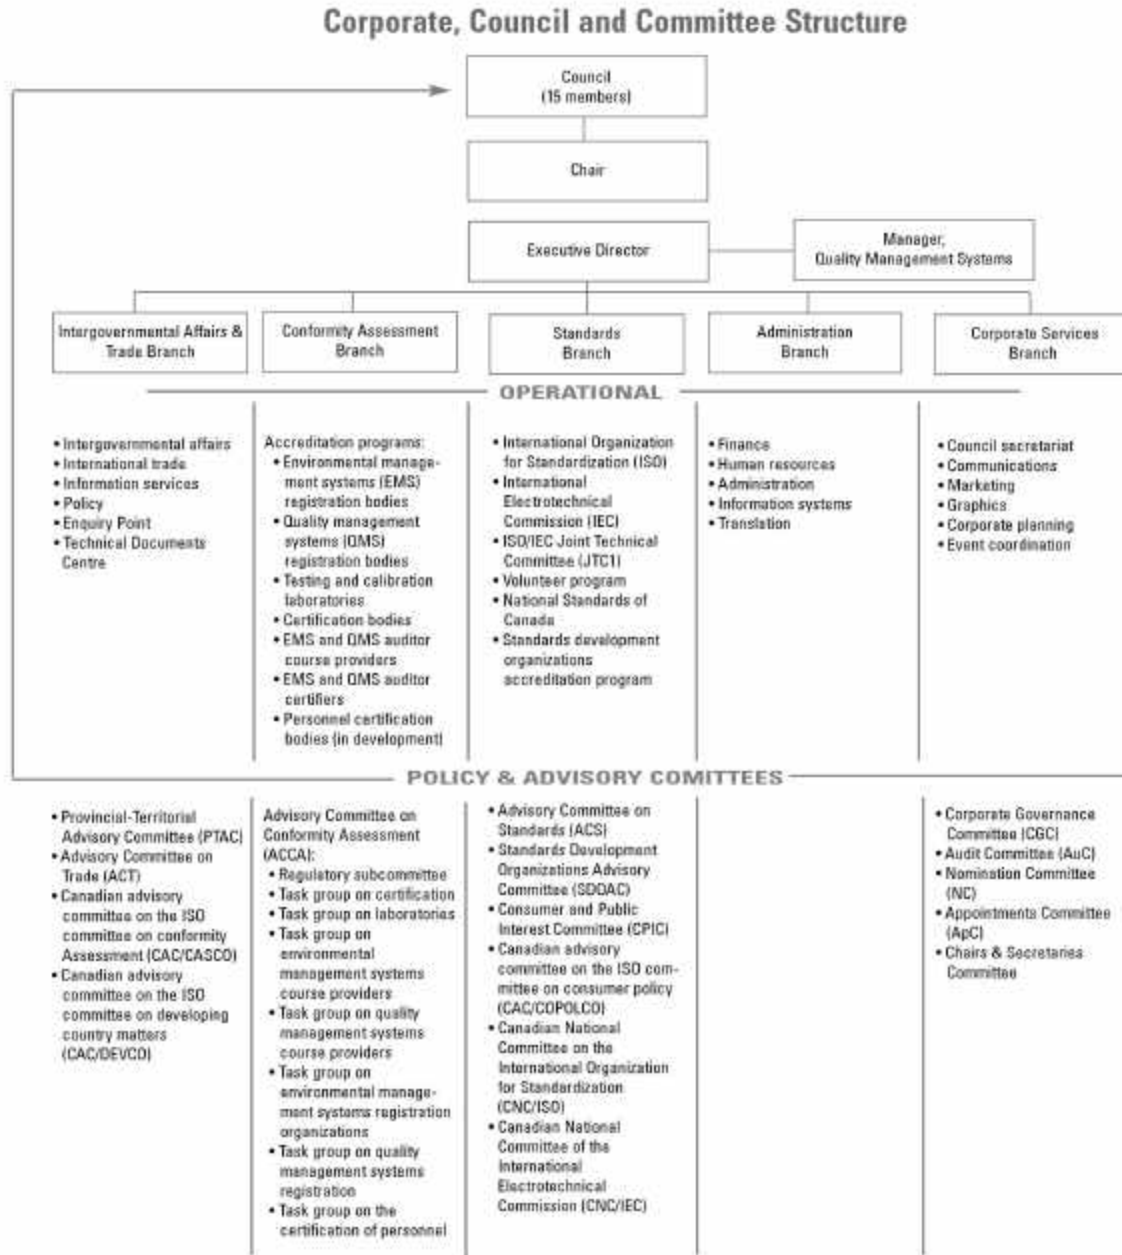 Corporate, Council and Committee Structure
Council
(15 members)
Chair
Executive Director
Manager,
Quality Management Systems
Intergovernmental Affairs &
Trade Branch
Conformity Assessment
Branch
Standards
Branch
Administration
Branch
Corporate Services
Branch
OPERATIONAL
• Intergovernmental affairs
• International trade
• Information services
• Policy
• Enquiry Point
• Technical Documents
Centre
Accreditation programs:
• Environmental manage-
ment systems (EMS)
registration bodies
• Quality management
systems (QMS)
registration bodies
• Testing and calibration
laboratories
• Certification bodies
• EMS and QMS auditor
course providers
• EMS and QMS auditor
certifiers
• Personnel certification
bodies (in development)
• International Organization
for Standardization (ISO)
• International
Electrotechnical
Commission (IEC)
• ISO/IEC Joint Technical
Committee (JTC1)
• Volunteer program
• National Standards of
Canada
• Standards development
organizations
accreditation program
• Finance
• Human resources
• Administration
• Information systems
• Translation
• Council secretariat
• Communications
• Marketing
• Graphics
• Corporate planning
• Event coordination
POLICY & ADVISORY COMITTEES
• Provincial-Territorial
Advisory Committee (PTAC)
• Advisory Committee on
Trade (ACT)
• Canadian advisory
committee on the ISO
committee on conformity
Assessment (CAC/CASCO)
• Canadian advisory
committee on the ISO
committee on developing
country matters
(CAC/DEVCO)
Advisory Committee on
Conformity Assessment
(ACCA):
• Regulatory subcommittee
• Task group on certification
• Task group on laboratories
• Task group on
environmental
management systems
course providers
• Task group on quality
management systems
course providers
• Task group on
environmental manage-
ment systems registration
organizations
• Task group on quality
management systems
registration
• Task group on the
certification of personnel
• Advisory Committee on
Standards (ACS)
• Standards Development
Organizations Advisory
Committee (SDOAC)
• Consumer and Public
Interest Committee (CPIC)
• Canadian advisory
committee on the ISO com-
mittee on consumer policy
(CAC/COPOLCO)
• Canadian National
Committee on the
International Organization
for Standardization
(CNC/ISO)
• Canadian National
Committee of the
International
Electrotechnical
Commission (CNC/IEC)
• Corporate Governance
Committee (CGC)
• Audit Committee (AuC)
• Nomination Committee
(NC)
• Appointments Committee
(ApC)
• Chairs & Secretaries
Committee